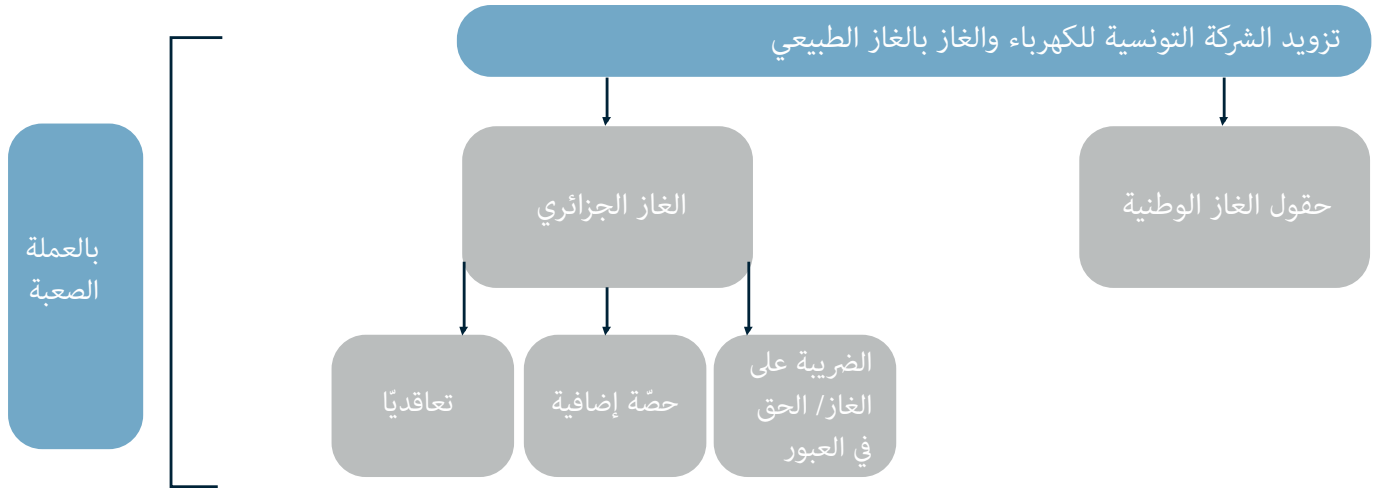 تزويد الشركة التونسية للكهرباء والغاز بالغاز الطبيعي
حقول الغاز الوطنية
الغاز الجزائري
الضريبة على
الغاز/ الحق
في العبور
حصّة إضافية
تعاقديّا
بالعملة
الصعبة